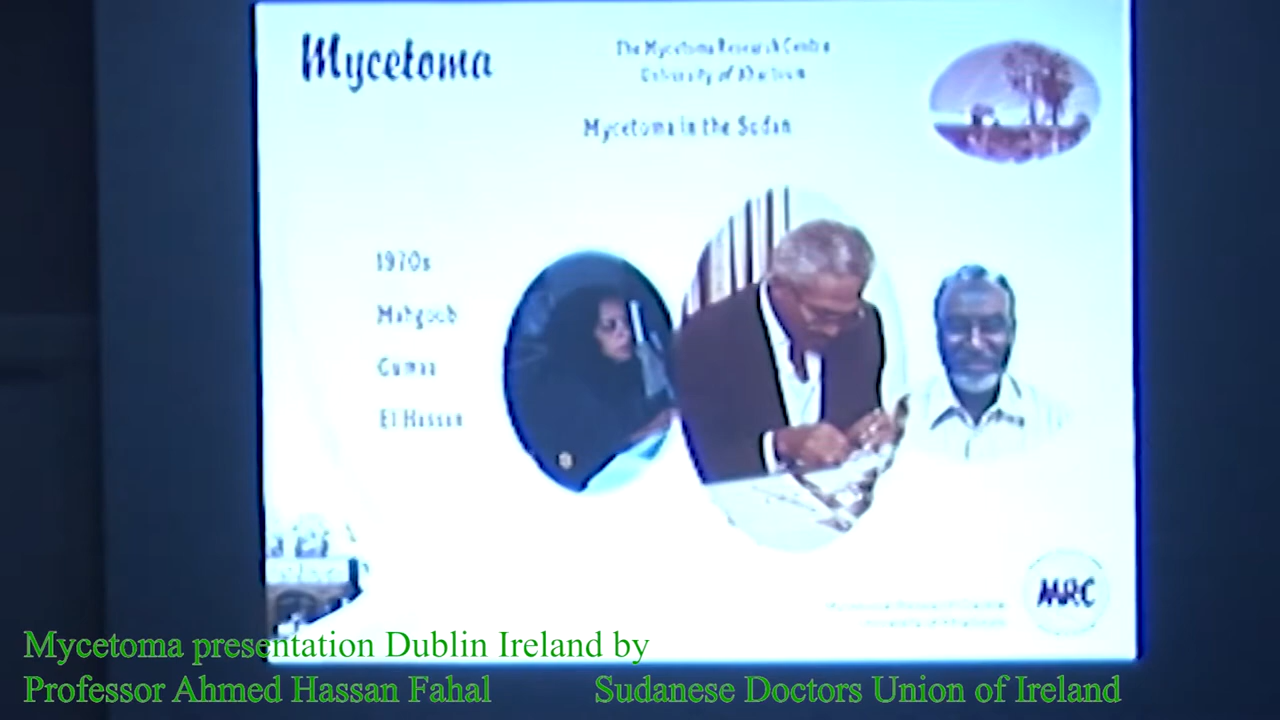 Mycetoma
The Mycetoma Research Centre
University of Khartoum
Mycetoma in the Sudan
1970s
Mahgoub
Gumaa
El Hassan
MRC
Mycetoma presentation Dublin Ireland by
Professor Ahmed Hassan Fahal Sudanese Doctors Union of Ireland